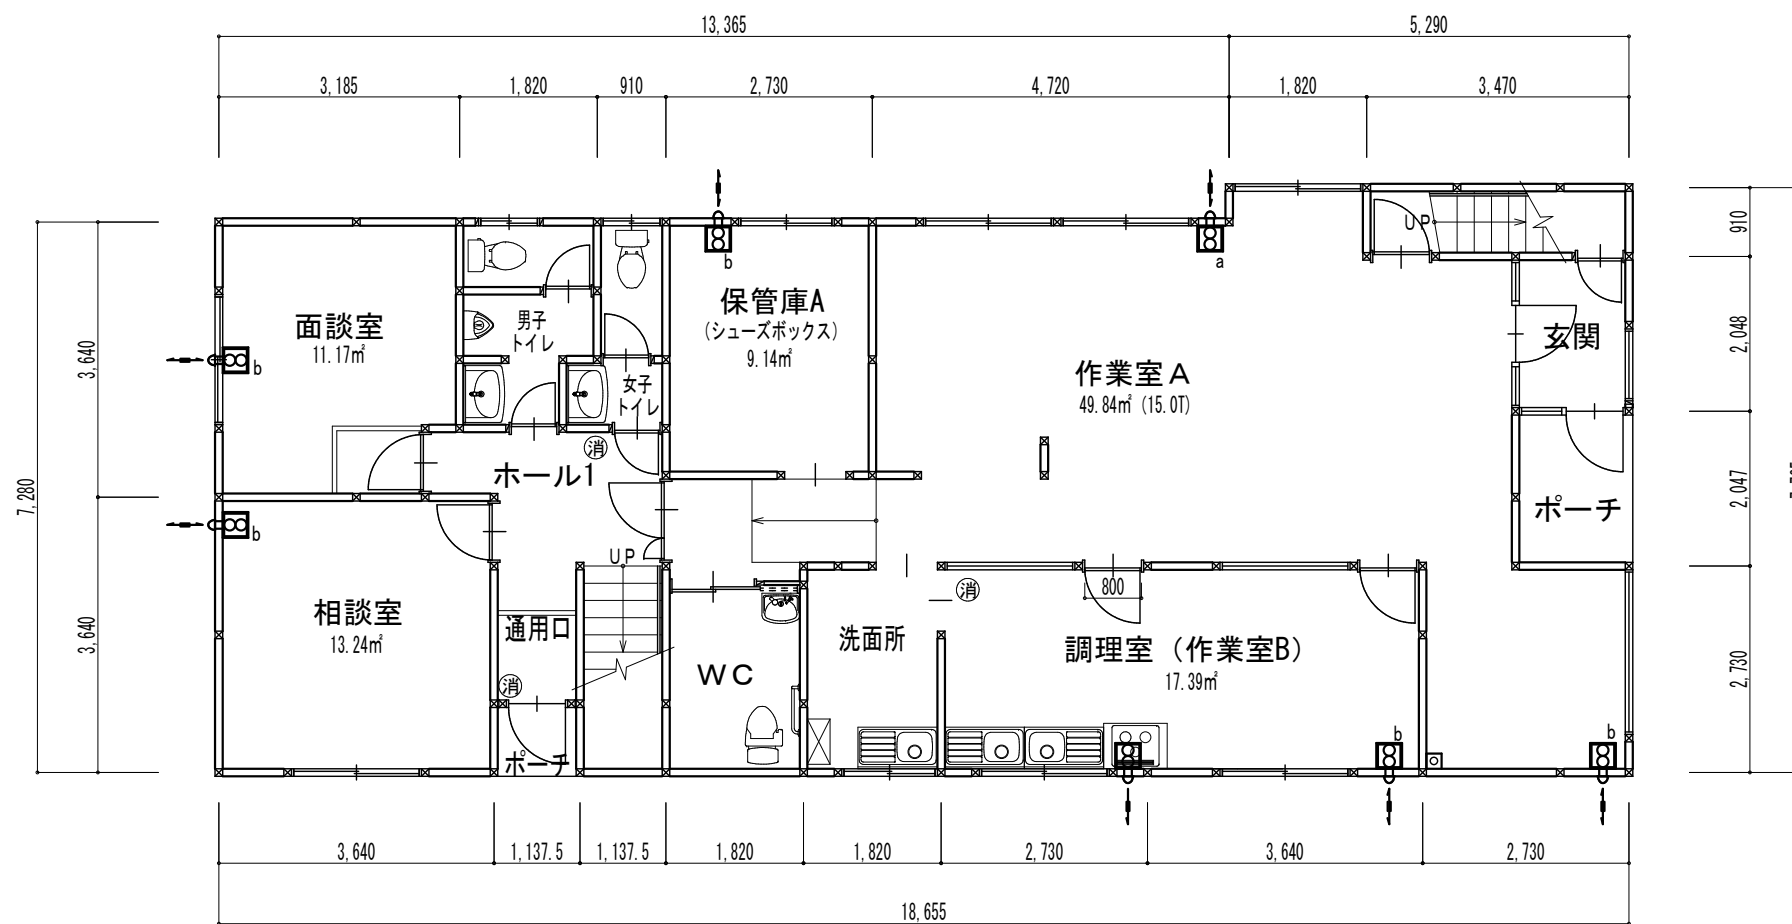 13,365
5,290
3,185
1,820
910
2,730
4,720
1,820
3,470
UP
b
a
910
保管庫A
(シューズボックス)
9.14㎡
男子
トイレ
面談室
11.17㎡
玄関
2,048
3,640
b
作業室A
49.84㎡ (15.0T)
女子
トイレ
消
ホール1
7,280
2,047
ポーチ
b
UP
消
800
相談室
13.24㎡
通用口
洗面所
調理室 (作業室B)
17.39㎡
3,640
WC
2,730
消
ポーチ
b
b
3,640
1,137.5
1,137.5
1,820
1,820
2,730
3,640
2,730
18,655